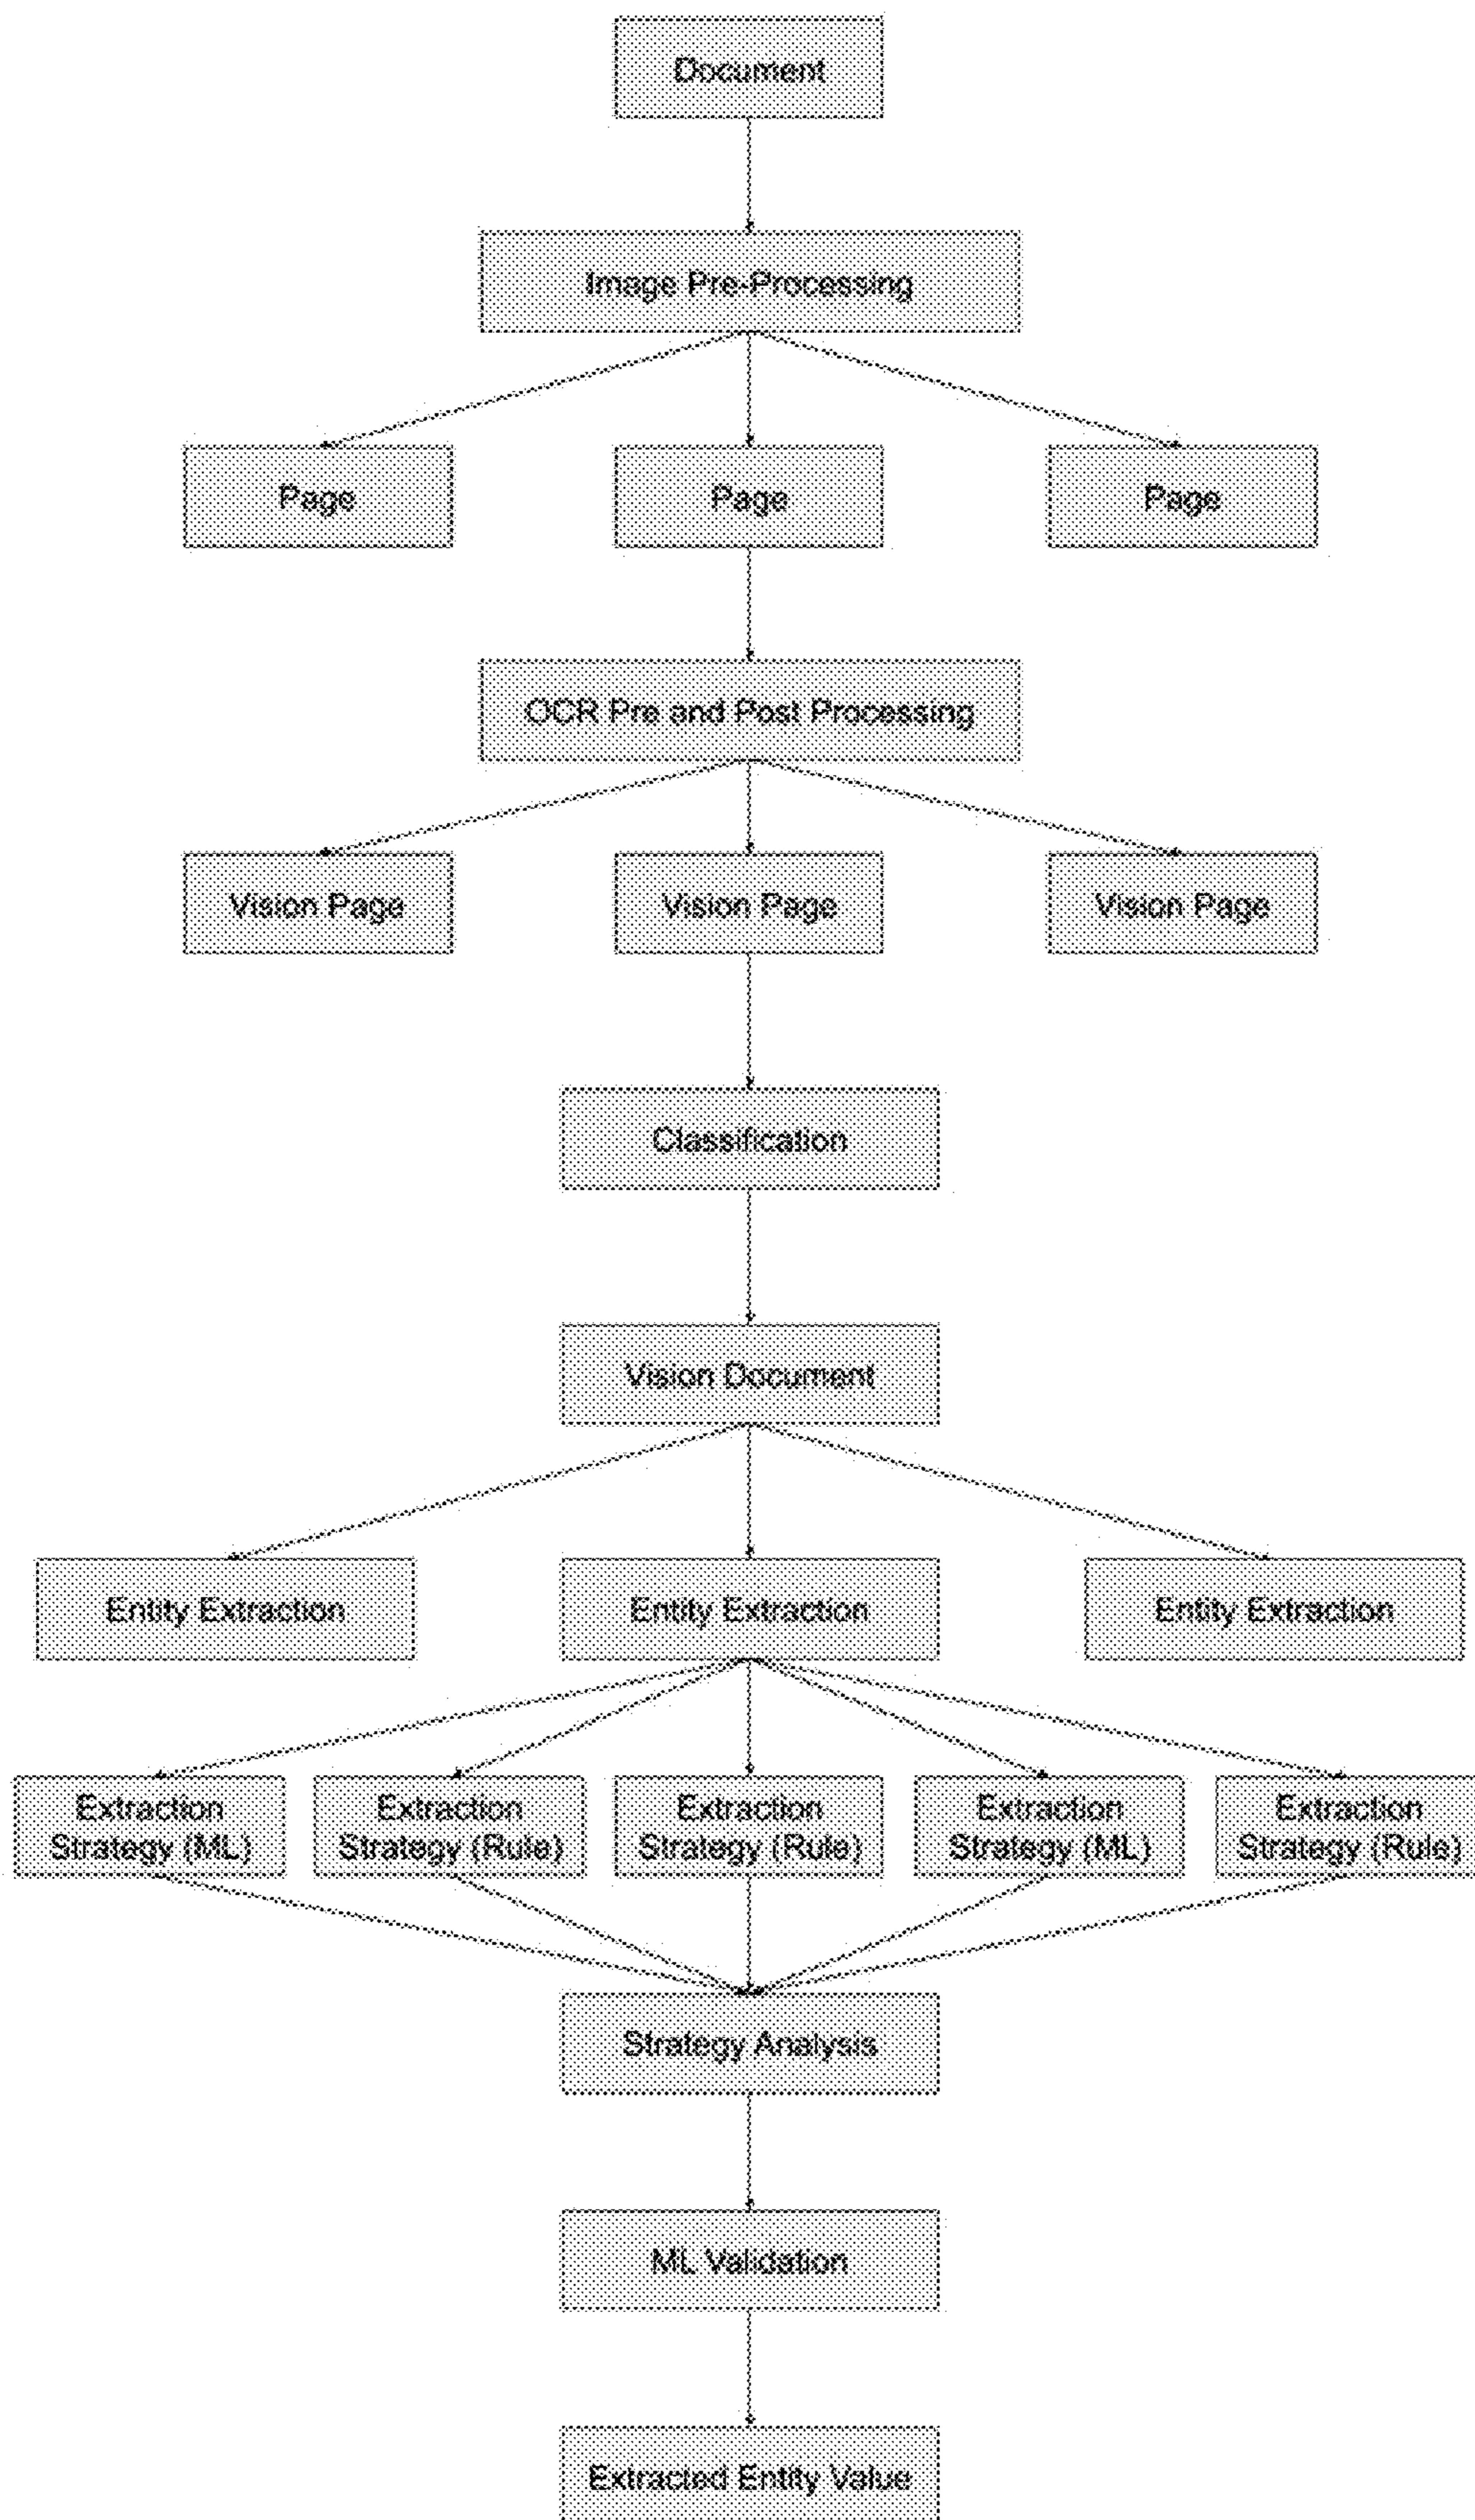 Document
Image Pre-Processing
Page
Page
Page
OCR Pre and Post Processing
Vision Page
Vision Page
Vision Page
Classification
Vision Document
Entity Extraction
Entity Extraction
Entity Extraction
Extraction
Strategy (ML)
Extraction
Strategy (Rule)
Extraction
Strategy (Rule)
Extraction
Strategy (ML)
Extraction
Strategy (Rule)
Strategy Analysis
ML Validation
Extracted Entity Value